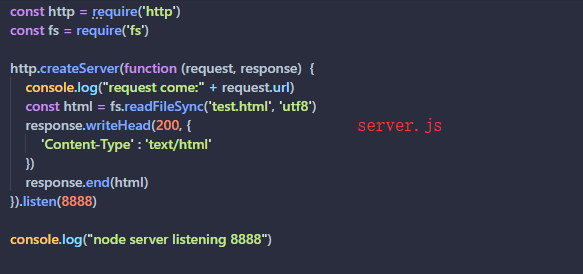 const http = require('http')
const fs = require('fs')
http.createServer(function (request, response)  {
console.log("request come:" + request.url)
const html = fs.readFileSync('test.html', 'utf8')
response.writeHead(200, {
'Content-Type' : 'text/html'
})
server.js
response.end(html)
}).listen(8888)
console.log("node server listening 8888")